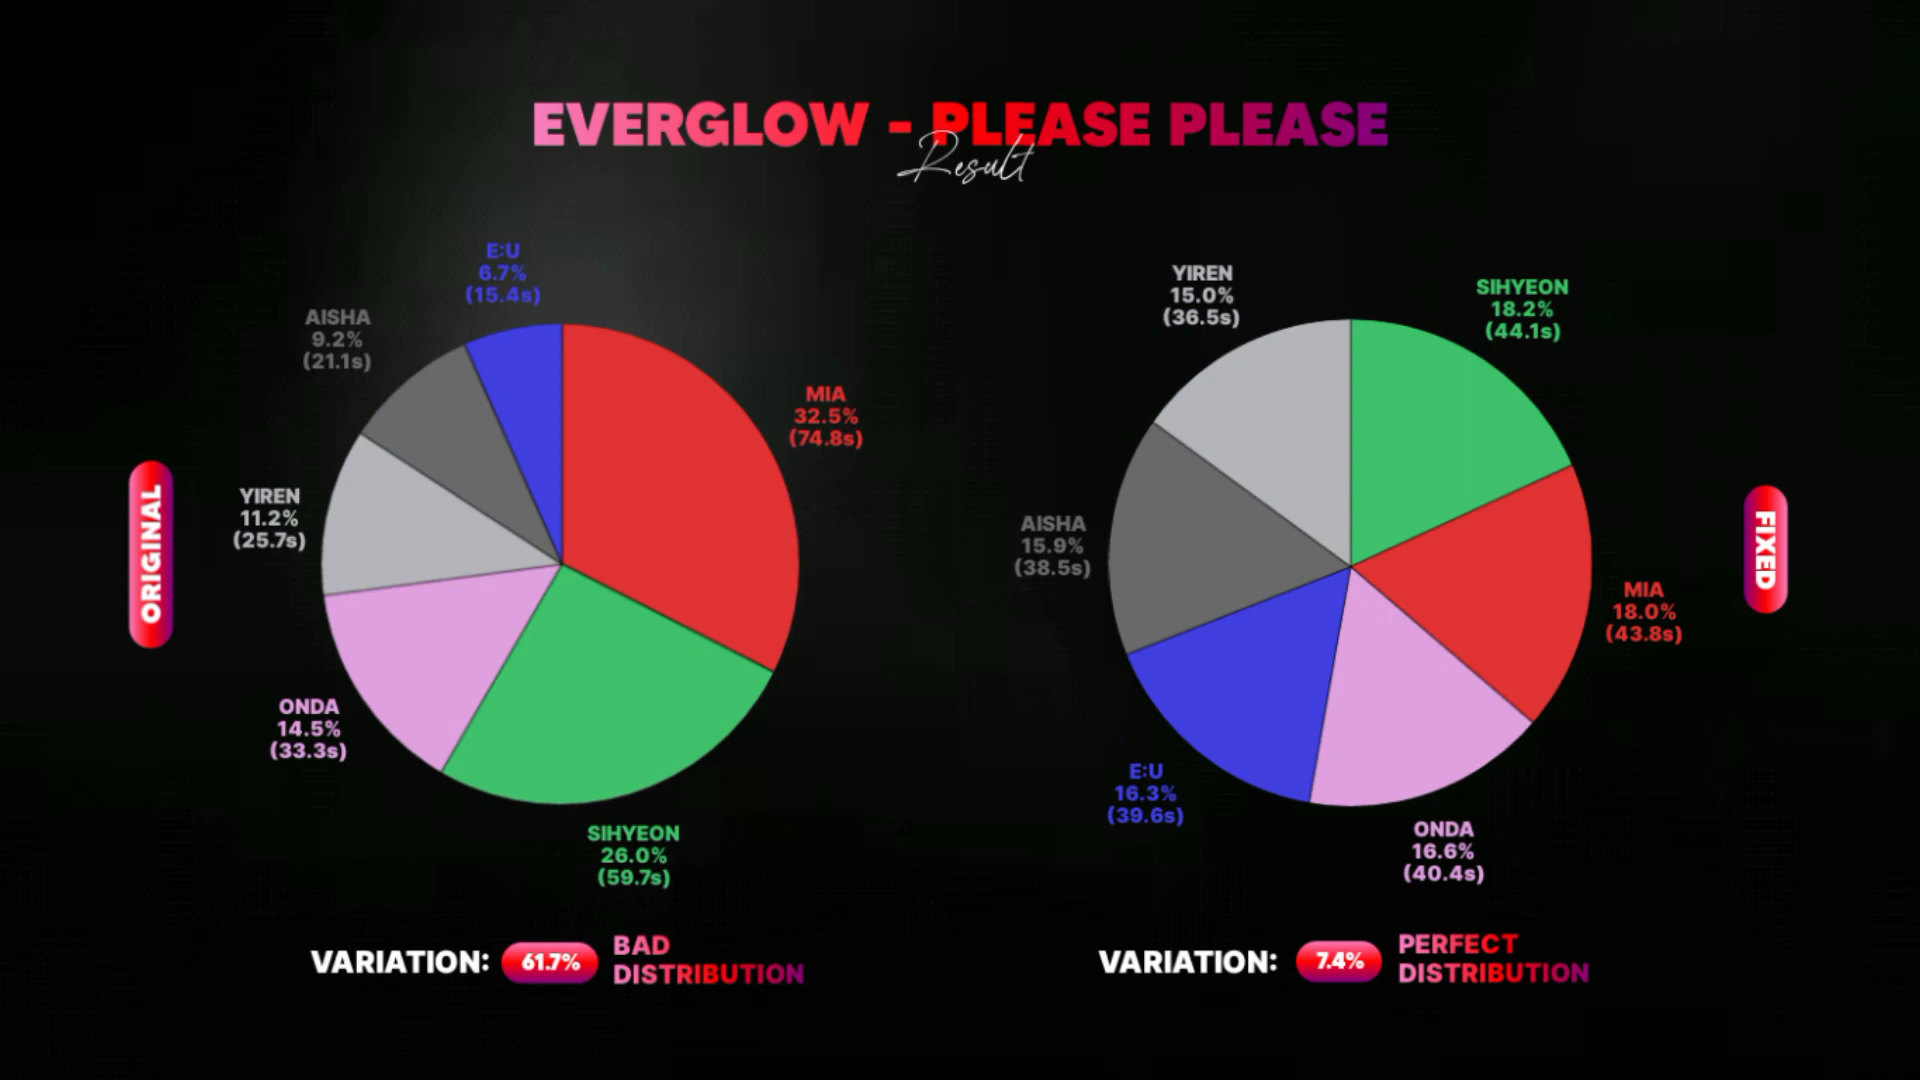 EVERGLOW - PLEASE PLEASE
Result
ORIGINAL
E:U
6.7%
(15.4s)
AISHA
9.2%
(21.1s)
MIA
32.5%
(74.8s)
YIREN
11.2%
(25.7s)
ONDA
14.5%
(33.3s)
SIHYEON
26.0%
(59.7s)
VARIATION: 61.7% BAD
DISTRIBUTION
YIREN
15.0%
(36.5s)
SIHYEON
18.2%
(44.1s)
AISHA
15.9%
(38.5s)
MIA
18.0%
(43.8s)
E:U
16.3%
(39.6s)
ONDA
16.6%
(40.4s)
FIXED
VARIATION: 7.4% PERFECT
DISTRIBUTION